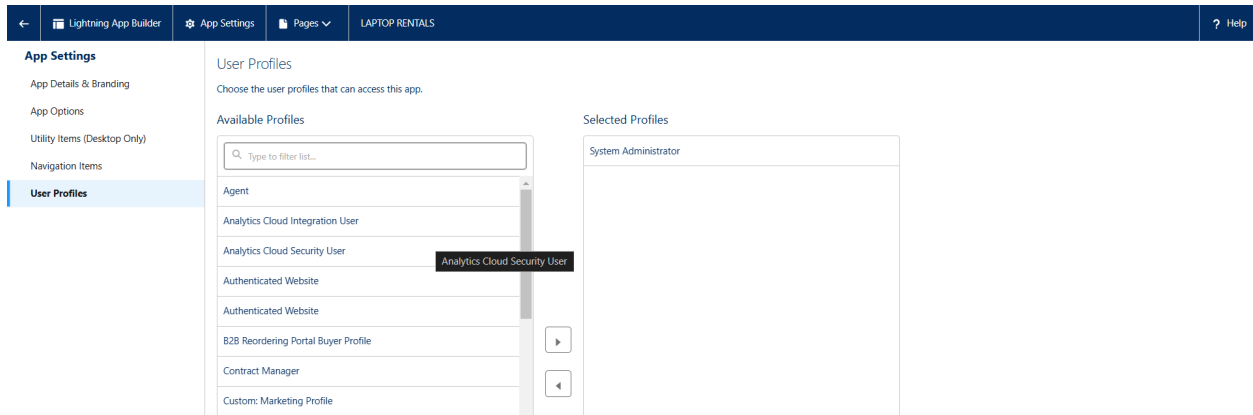 Lightning App Builder
App Settings
Pages
LAPTOP RENTALS
? Help
App Settings
App Details & Branding
App Options
Utility Items (Desktop Only)
Navigation Items
User Profiles
User Profiles
Choose the user profiles that can access this app.
Available Profiles
Type to filter list...
Agent
Analytics Cloud Integration User
Analytics Cloud Security User
Analytics Cloud Security User
Authenticated Website
Authenticated Website
B2B Reordering Portal Buyer Profile
Contract Manager
Custom: Marketing Profile
Selected Profiles
System Administrator